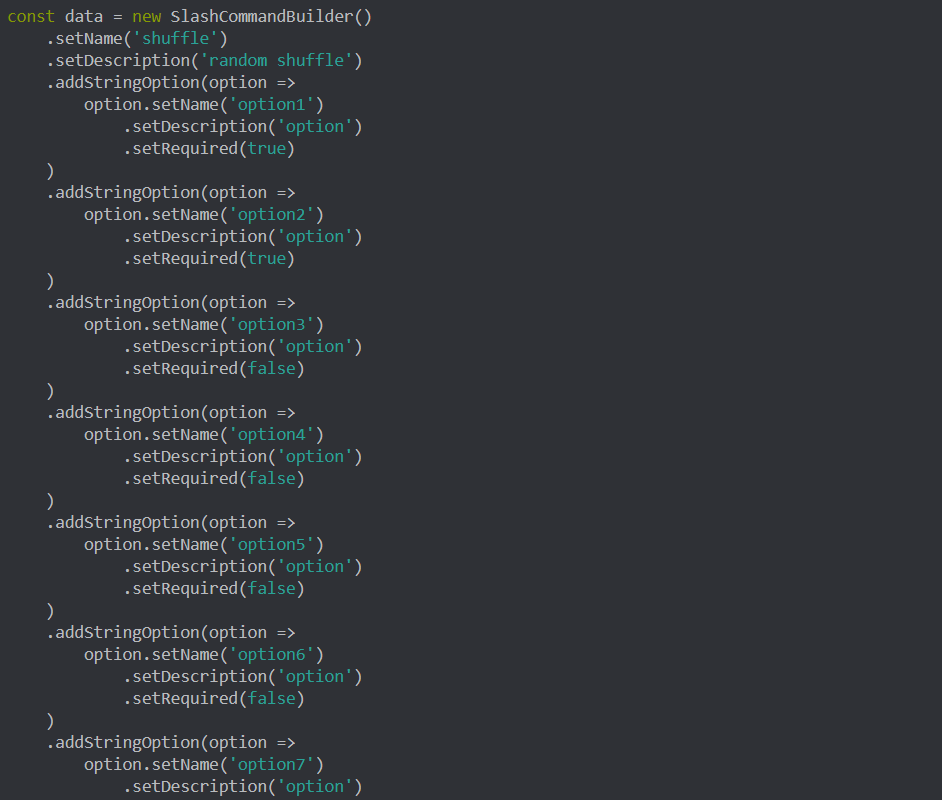 const data = new SlashCommandBuilder()
    .setName('shuffle')
    .setDescription('random shuffle')
    .addStringOption(option =>
        option.setName('option1')
            .setDescription('option')
            .setRequired(true)
    )
    .addStringOption(option =>
        option.setName('option2')
            .setDescription('option')
            .setRequired(true)
    )
    .addStringOption(option =>
        option.setName('option3')
            .setDescription('option')
            .setRequired(false)
    )
    .addStringOption(option =>
        option.setName('option4')
            .setDescription('option')
            .setRequired(false)
    )
    .addStringOption(option =>
        option.setName('option5')
            .setDescription('option')
            .setRequired(false)
    )
    .addStringOption(option =>
        option.setName('option6')
            .setDescription('option')
            .setRequired(false)
    )
    .addStringOption(option =>
        option.setName('option7')
            .setDescription('option')